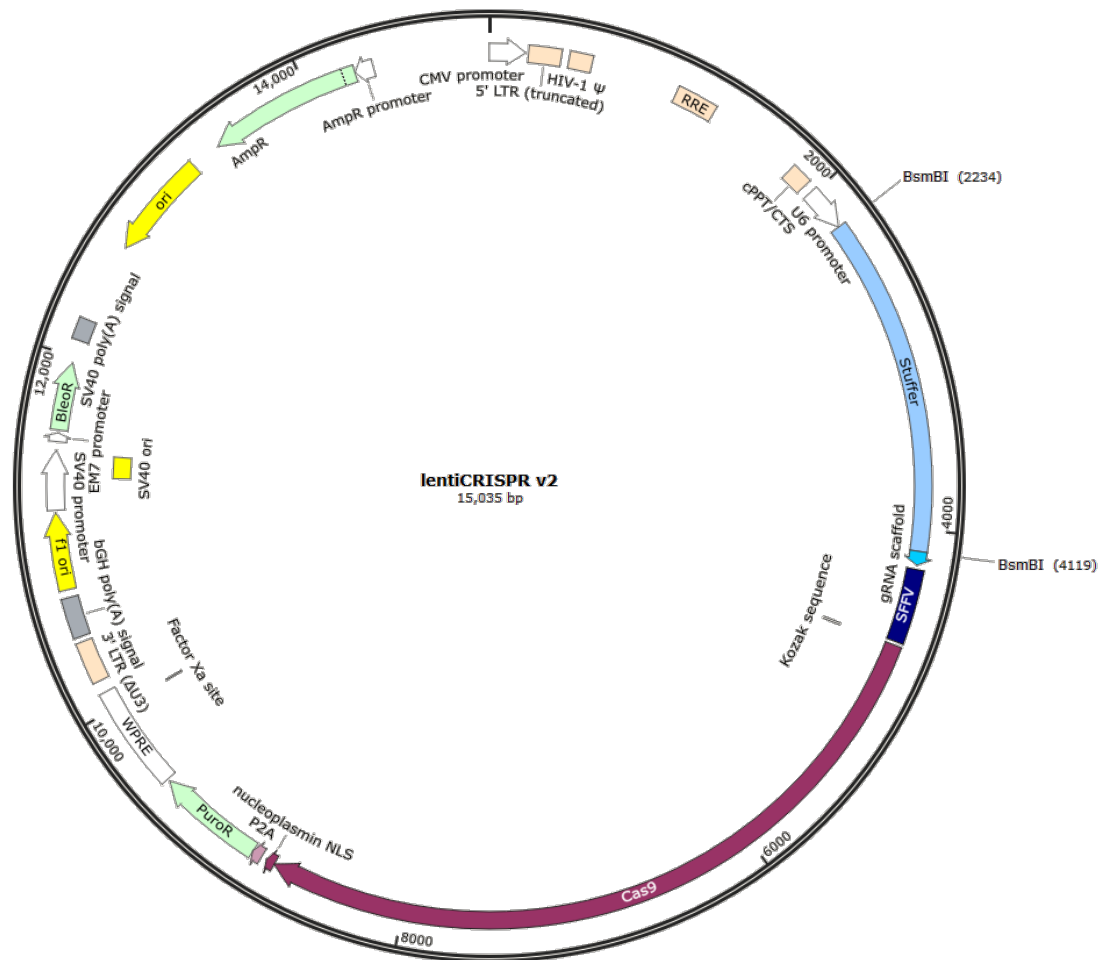 CMV promoter
5' LTR (truncated)
HIV-1 ψ
RRE
2000
cPPT/CTS
U6 promoter
BsmBI (2234)
Stuffer
4000
BsmBI (4119)
gRNA scaffold
SFFV
Kozak sequence
6000
Cas9
8000
nucleoplasmin NLS
P2A
PuroR
WPRE
10,000
Factor Xa site
3' LTR (ΔU3)
bGH poly(A) signal
f1 ori
SV40 promoter
SV40 ori
EM7 promoter
BleoR
12,000
SV40 poly(A) signal
ori
AmpR
14,000
AmpR promoter
lentiCRISPR v2
15,035 bp